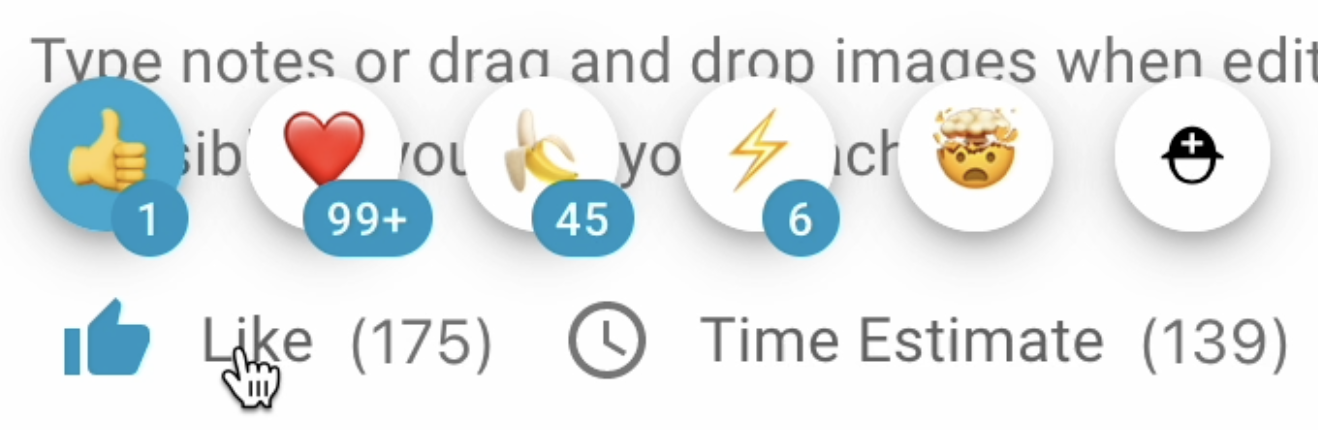 Type notes or drag and drop images when edit
1
99+
45
6
Like (175)
Time Estimate (139)